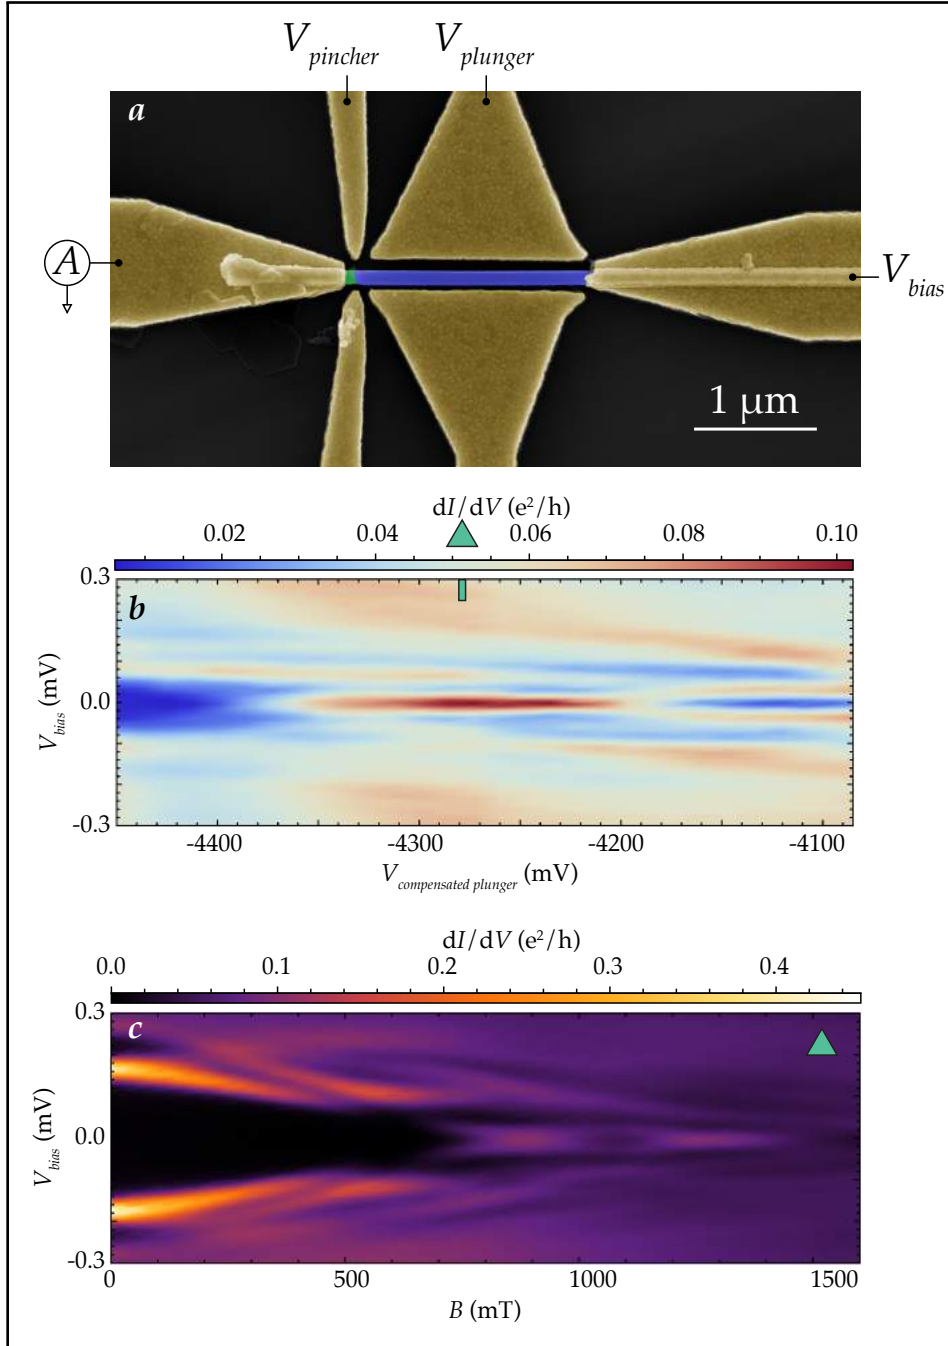 V_pincher V_plunger
a
A
V_bias
1 μm
dI/dV (e²/h)
0.02 0.04 0.06 0.08 0.10
0.3
b
V_bias (mV)
0.0
-0.3
-4400 -4300 -4200 -4100
V_compensated plunger (mV)
dI/dV (e²/h)
0.0 0.1 0.2 0.3 0.4
0.3
c
V_bias (mV)
0.0
-0.3
0 500 1000 1500
B (mT)